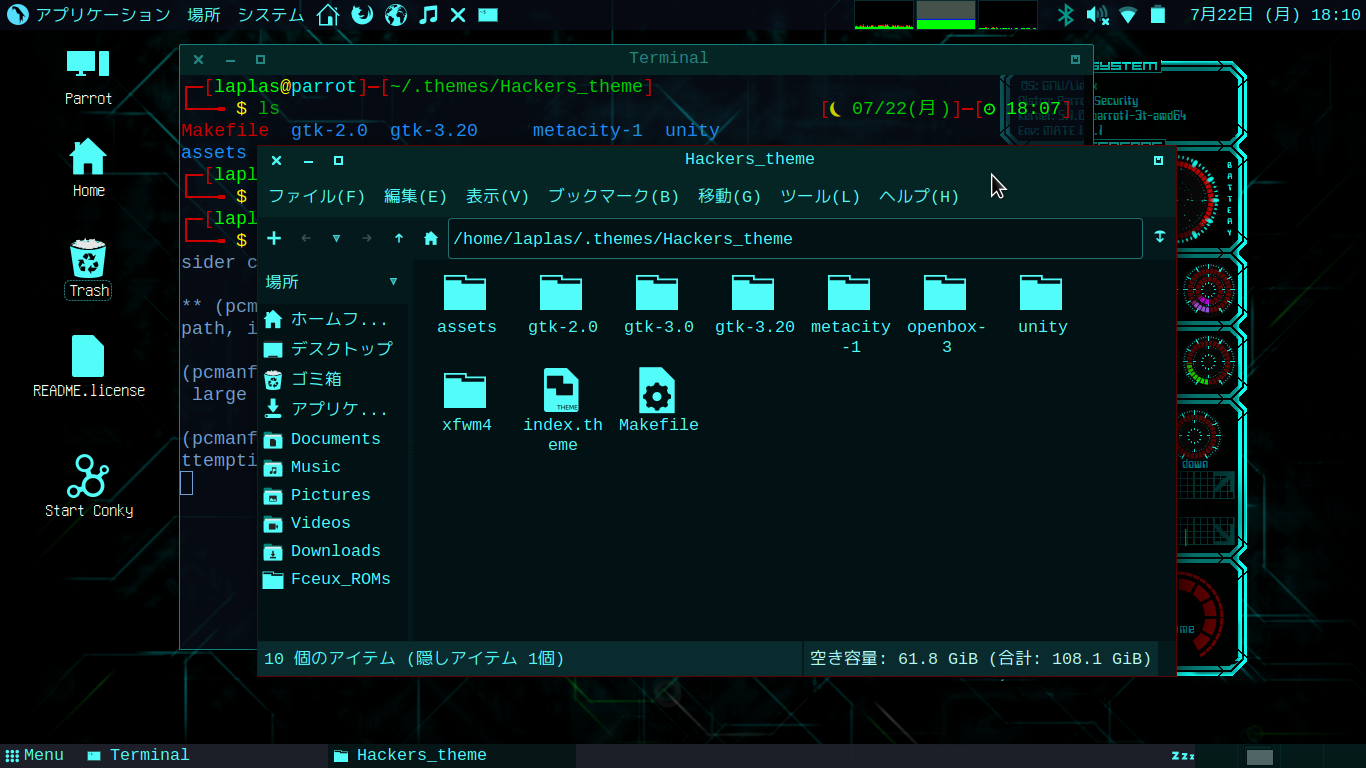 アプリケーション 場所 システム 7月22日 (月) 18:10
Parrot
Home
Trash
README.license
Start Conky
Terminal
[laplas@parrot]─[~/.themes/Hackers_theme]
$ ls [07/22(月)]─[18:07]
Makefile gtk-2.0 gtk-3.20 metacity-1 unity
assets
[lapl
$
[lapl
$
sider c
** (pcm
path, i
(pcmanf
large
(pcmanf
ttempti
SYSTEM
OS: GNU/Linux
Security
BATTERY
down
Hackers_theme
ファイル(F) 編集(E) 表示(V) ブックマーク(B) 移動(G) ツール(L) ヘルプ(H)
/home/laplas/.themes/Hackers_theme
場所
ホームフ...
デスクトップ
ゴミ箱
アプリケ...
Documents
Music
Pictures
Videos
Downloads
Fceux_ROMs
assets gtk-2.0 gtk-3.0 gtk-3.20 metacity openbox- unity
-1 3
THEME
xfwm4 index.th Makefile
eme
10 個のアイテム (隠しアイテム 1個) 空き容量: 61.8 GiB (合計: 108.1 GiB)
Menu Terminal Hackers_theme zzz